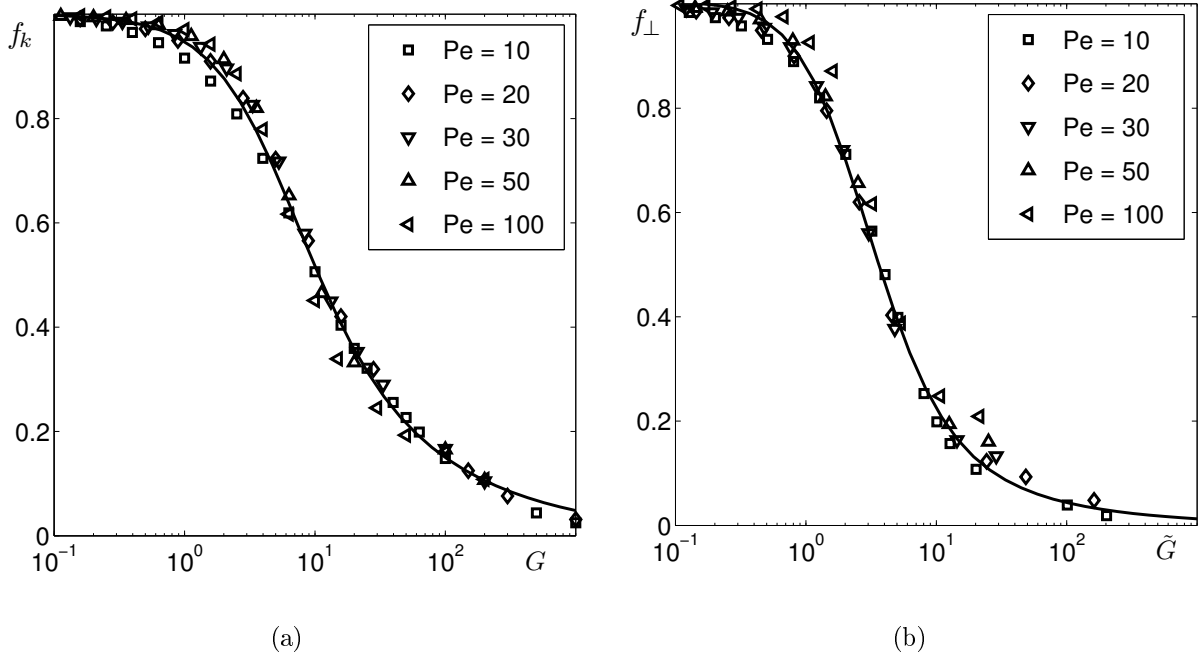 f_k
0.8
0.6
0.4
0.2
0
10^{-1}
10^0
10^1
10^2
G
Pe = 10
Pe = 20
Pe = 30
Pe = 50
Pe = 100
(a)
f_⊥
0.8
0.6
0.4
0.2
0
10^{-1}
10^0
10^1
10^2
G̃
Pe = 10
Pe = 20
Pe = 30
Pe = 50
Pe = 100
(b)